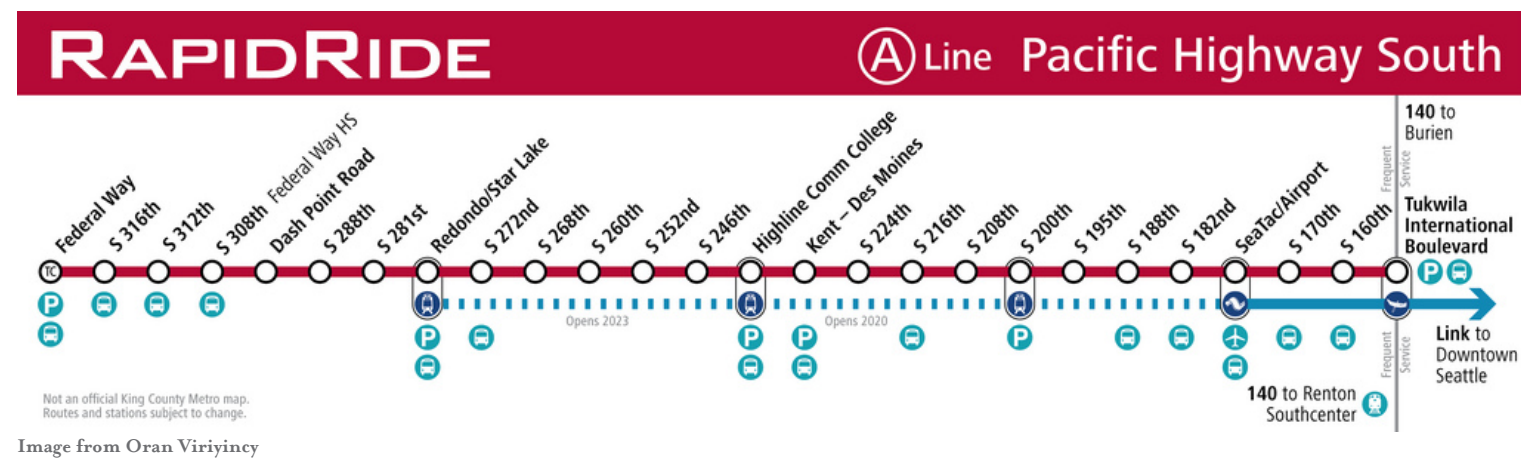 RAPIDRIDE
A Line Pacific Highway South
Federal Way
S 316th
S 312th
S 308th Federal Way HS
Dash Point Road
S 288th
S 281st
Redondo/Star Lake
S 272nd
S 268th
S 260th
S 252nd
S 246th
Highline Comm College
Kent – Des Moines
S 224th
S 216th
S 208th
S 200th
S 195th
S 188th
S 182nd
SeaTac/Airport
S 170th
S 160th
140 to
Burien
Frequent
Service
Tukwila
International
Boulevard
TC
P
P
Opens 2023
Opens 2020
P
P
P
P
Frequent
Service
Link to
Downtown
Seattle
140 to Renton
Southcenter
Not an official King County Metro map.
Routes and stations subject to change.
Image from Oran Viriyincy